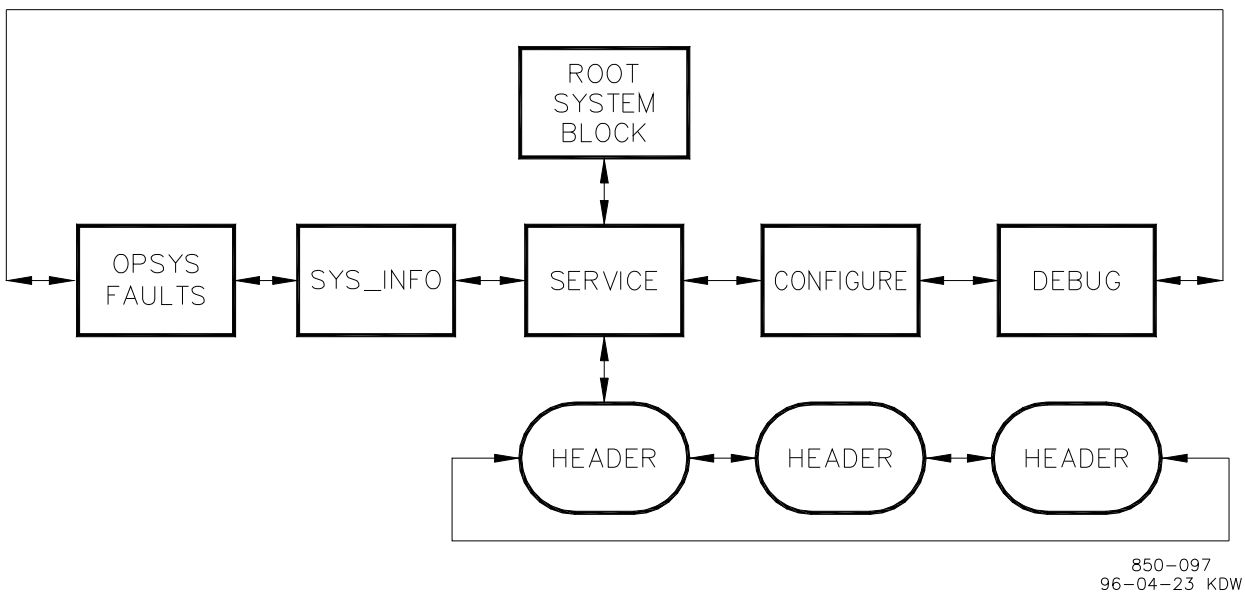 ROOT
SYSTEM
BLOCK
OPSYS
FAULTS
SYS_INFO
SERVICE
CONFIGURE
DEBUG
HEADER
HEADER
HEADER
850-097
96-04-23 KDW